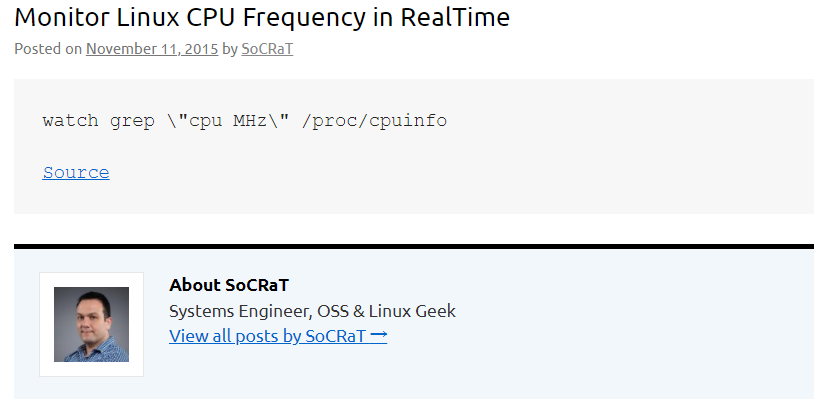 Monitor Linux CPU Frequency in RealTime
Posted on November 11, 2015 by SoCRaT
watch grep \"cpu MHz\" /proc/cpuinfo
Source
About SoCRaT
Systems Engineer, OSS & Linux Geek
View all posts by SoCRaT →